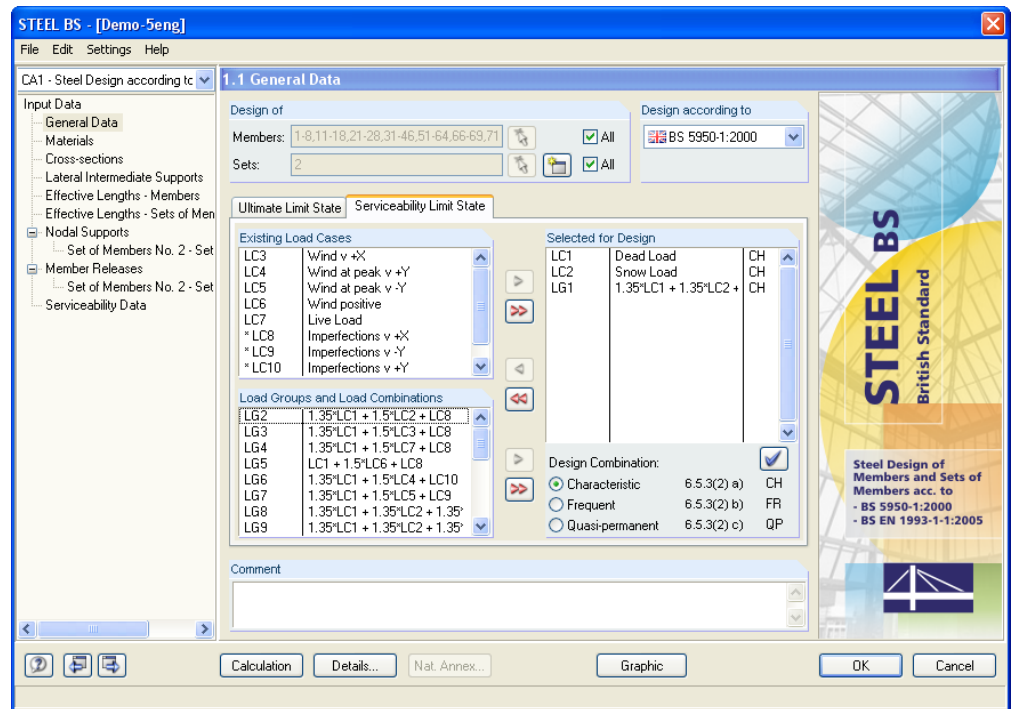 STEEL BS - [Demo-5eng]
File Edit Settings Help
CA1 - Steel Design according tc
1.1 General Data
Input Data
General Data
Materials
Cross-sections
Lateral Intermediate Supports
Effective Lengths - Members
Effective Lengths - Sets of Men
Nodal Supports
Set of Members No. 2 - Set
Member Releases
Set of Members No. 2 - Set
Serviceability Data
Design of
Members: 1-8,11-18,21-28,31-46,51-64,66-69,71 All
Sets: 2 All
Design according to
BS 5950-1:2000
Ultimate Limit State Serviceability Limit State
Existing Load Cases
LC3 Wind v +X
LC4 Wind at peak v +Y
LC5 Wind at peak v -Y
LC6 Wind positive
LC7 Live Load
* LC8 Imperfections v +X
* LC9 Imperfections v -Y
* LC10 Imperfections v +Y
Load Groups and Load Combinations
LG2 1.35*LC1 + 1.5*LC2 + LC8
LG3 1.35*LC1 + 1.5*LC3 + LC8
LG4 1.35*LC1 + 1.5*LC7 + LC8
LG5 LC1 + 1.5*LC6 + LC8
LG6 1.35*LC1 + 1.5*LC4 + LC10
LG7 1.35*LC1 + 1.5*LC5 + LC9
LG8 1.35*LC1 + 1.35*LC2 + 1.35*
LG9 1.35*LC1 + 1.35*LC2 + 1.35*
>
>>
<
<<
>
>>
Selected for Design
LC1 Dead Load CH
LC2 Snow Load CH
LG1 1.35*LC1 + 1.35*LC2 + CH
Design Combination:
Characteristic 6.5.3(2) a) CH
Frequent 6.5.3(2) b) FR
Quasi-permanent 6.5.3(2) c) QP
Comment
STEEL BS
British Standard
Steel Design of
Members and Sets of
Members acc. to
- BS 5950-1:2000
- BS EN 1993-1-1:2005
Calculation Details... Nat. Annex... Graphic OK Cancel